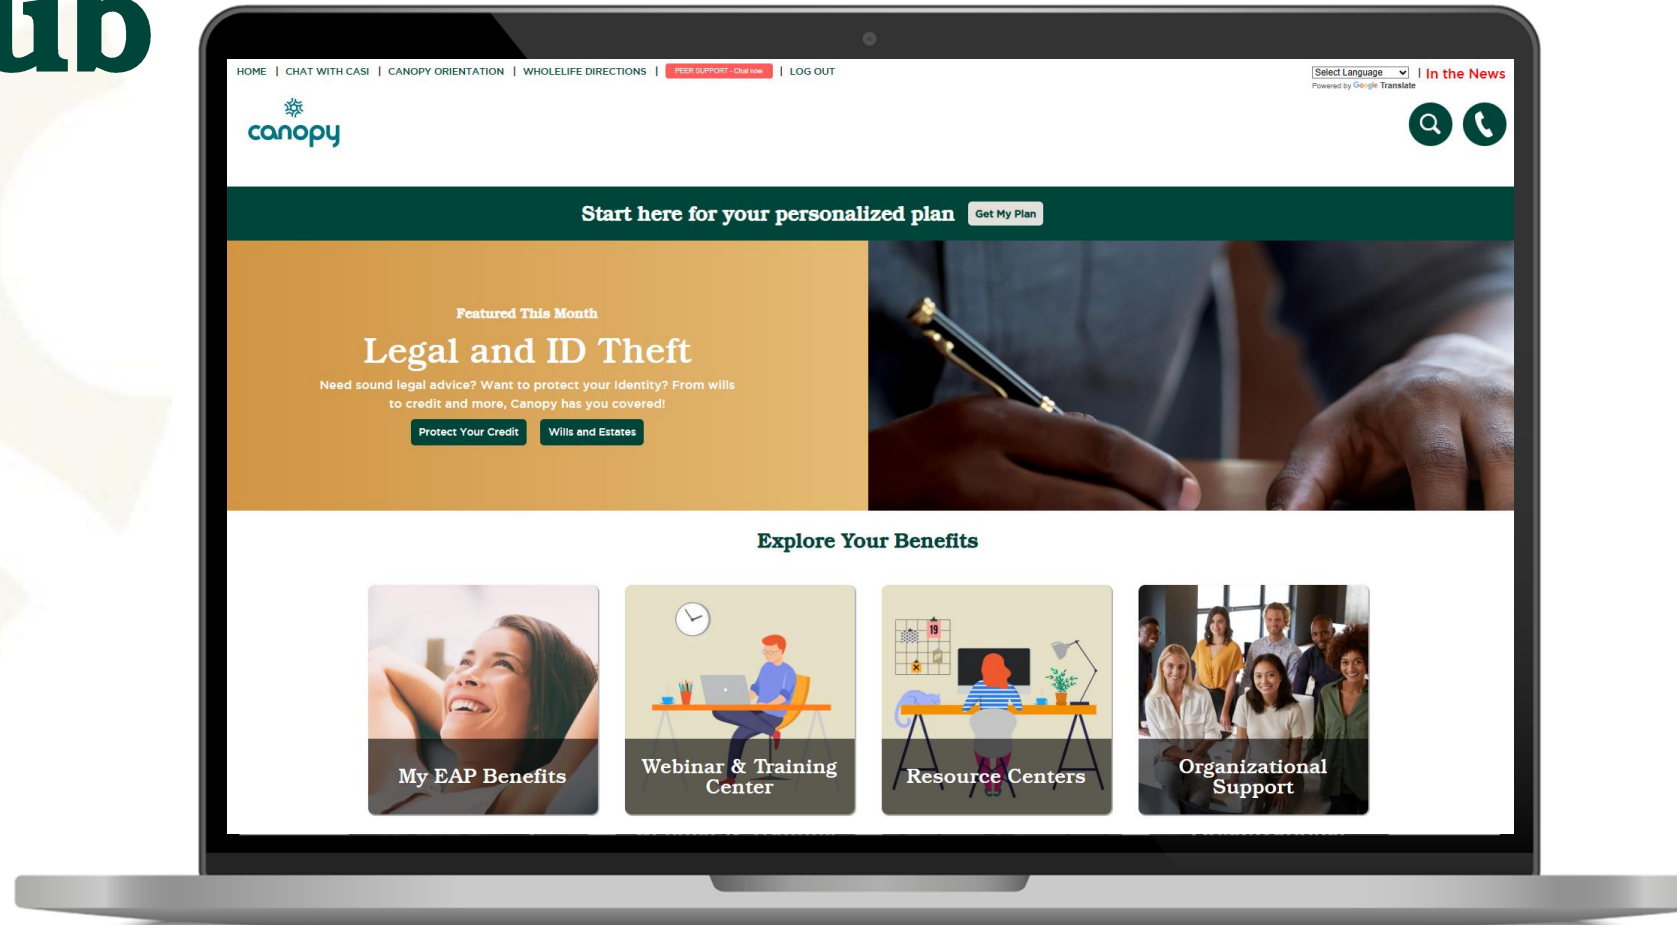 ub
HOME | CHAT WITH CASI | CANOPY ORIENTATION | WHOLELIFE DIRECTIONS | PEER SUPPORT - Chat now | LOG OUT
Select Language | In the News
Powered by Google Translate
canopy
Start here for your personalized plan Get My Plan
Featured This Month
Legal and ID Theft
Need sound legal advice? Want to protect your Identity? From wills
to credit and more, Canopy has you covered!
Protect Your Credit Wills and Estates
Explore Your Benefits
19
My EAP Benefits
Webinar & Training
Center
Resource Centers
Organizational
Support